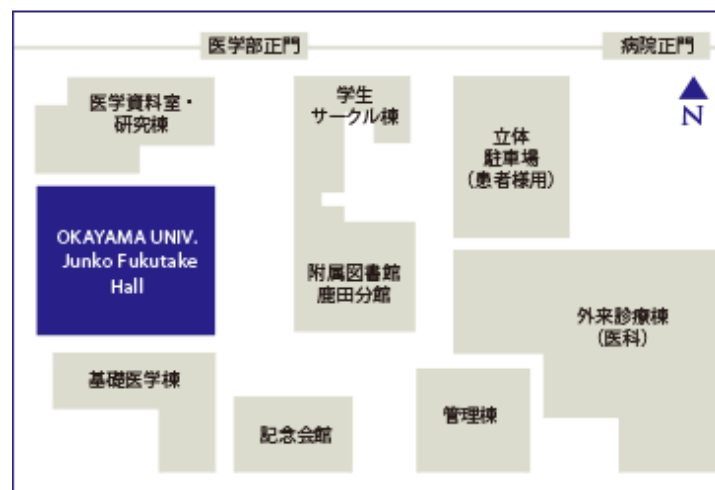 医学部正門
病院正門
医学資料室・
研究棟
学生
サークル棟
立体
駐車場
(患者様用)
N
OKAYAMA UNIV.
Junko Fukutake
Hall
附属図書館
鹿田分館
外来診療棟
(医科)
基礎医学棟
記念会館
管理棟